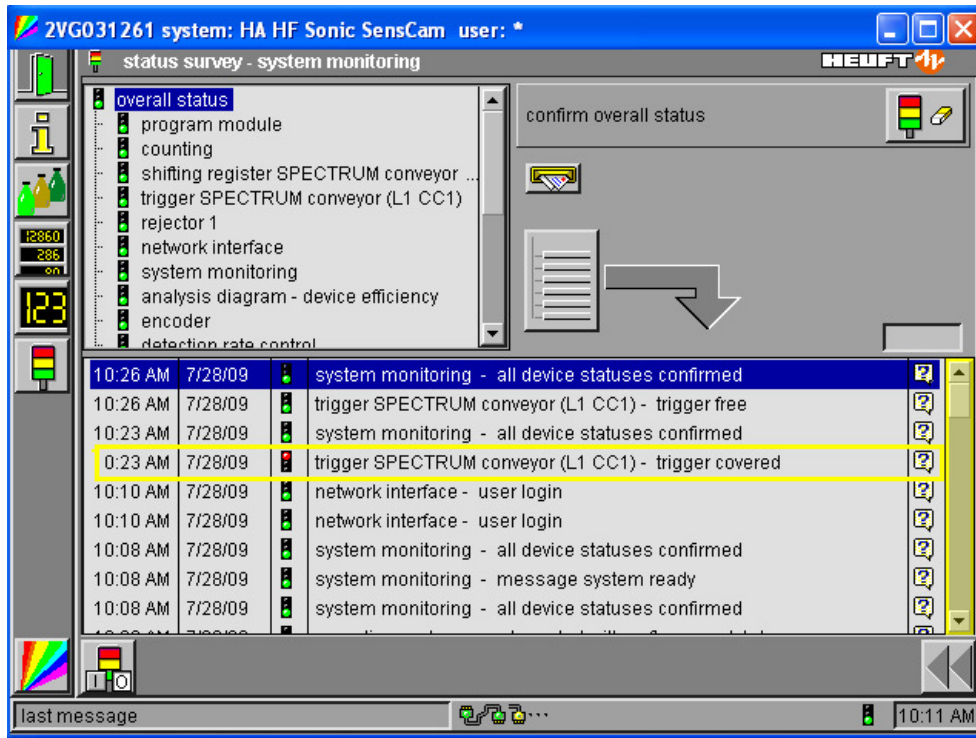 2VG031261 system: HA HF Sonic SensCam user: *
status survey - system monitoring
HEUFT
overall status
program module
counting
shifting register SPECTRUM conveyor ...
trigger SPECTRUM conveyor (L1 CC1)
rejector 1
network interface
system monitoring
analysis diagram - device efficiency
encoder
detection rate control
confirm overall status
12860
286
90
123
10:26 AM 7/28/09 system monitoring - all device statuses confirmed
10:26 AM 7/28/09 trigger SPECTRUM conveyor (L1 CC1) - trigger free
10:23 AM 7/28/09 system monitoring - all device statuses confirmed
0:23 AM 7/28/09 trigger SPECTRUM conveyor (L1 CC1) - trigger covered
10:10 AM 7/28/09 network interface - user login
10:10 AM 7/28/09 network interface - user login
10:08 AM 7/28/09 system monitoring - all device statuses confirmed
10:08 AM 7/28/09 system monitoring - message system ready
10:08 AM 7/28/09 system monitoring - all device statuses confirmed
I O
last message
10:11 AM